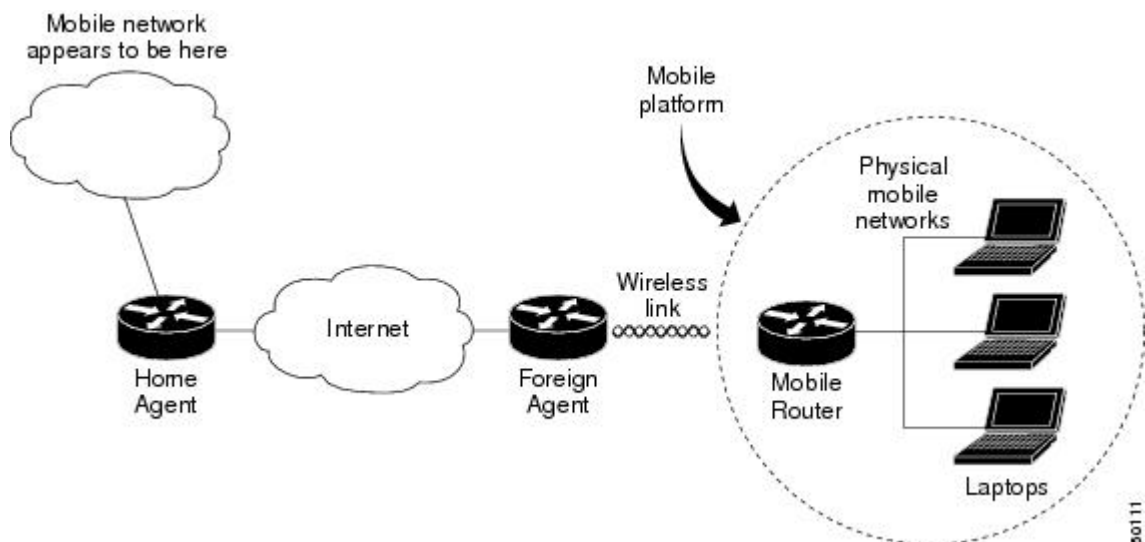 Mobile network
appears to be here
Mobile
platform
Physical
mobile
networks
Wireless
link
Internet
Home
Agent
Foreign
Agent
Mobile
Router
Laptops
50111